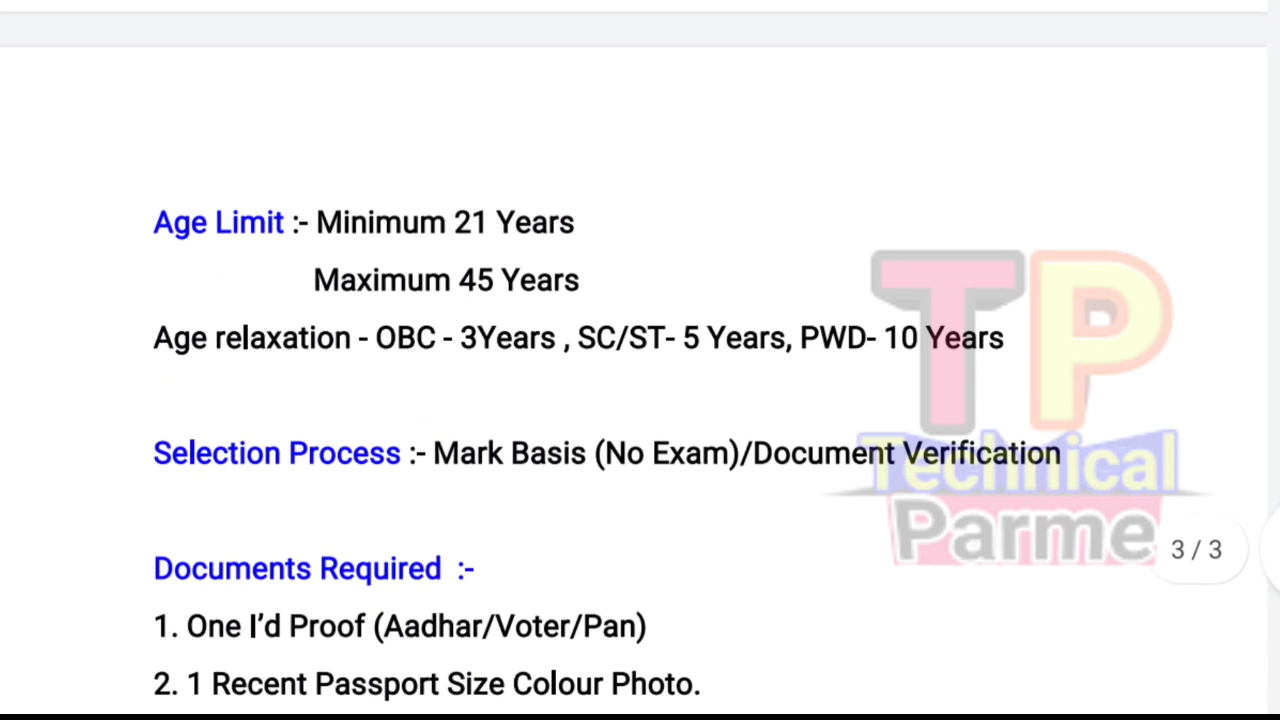 Age Limit :- Minimum 21 Years
Maximum 45 Years
Age relaxation - OBC - 3Years , SC/ST- 5 Years, PWD- 10 Years
Selection Process :- Mark Basis (No Exam)/Document Verification
Documents Required :-
1. One I’d Proof (Aadhar/Voter/Pan)
2. 1 Recent Passport Size Colour Photo.
TP
Technical
Parme
3 / 3